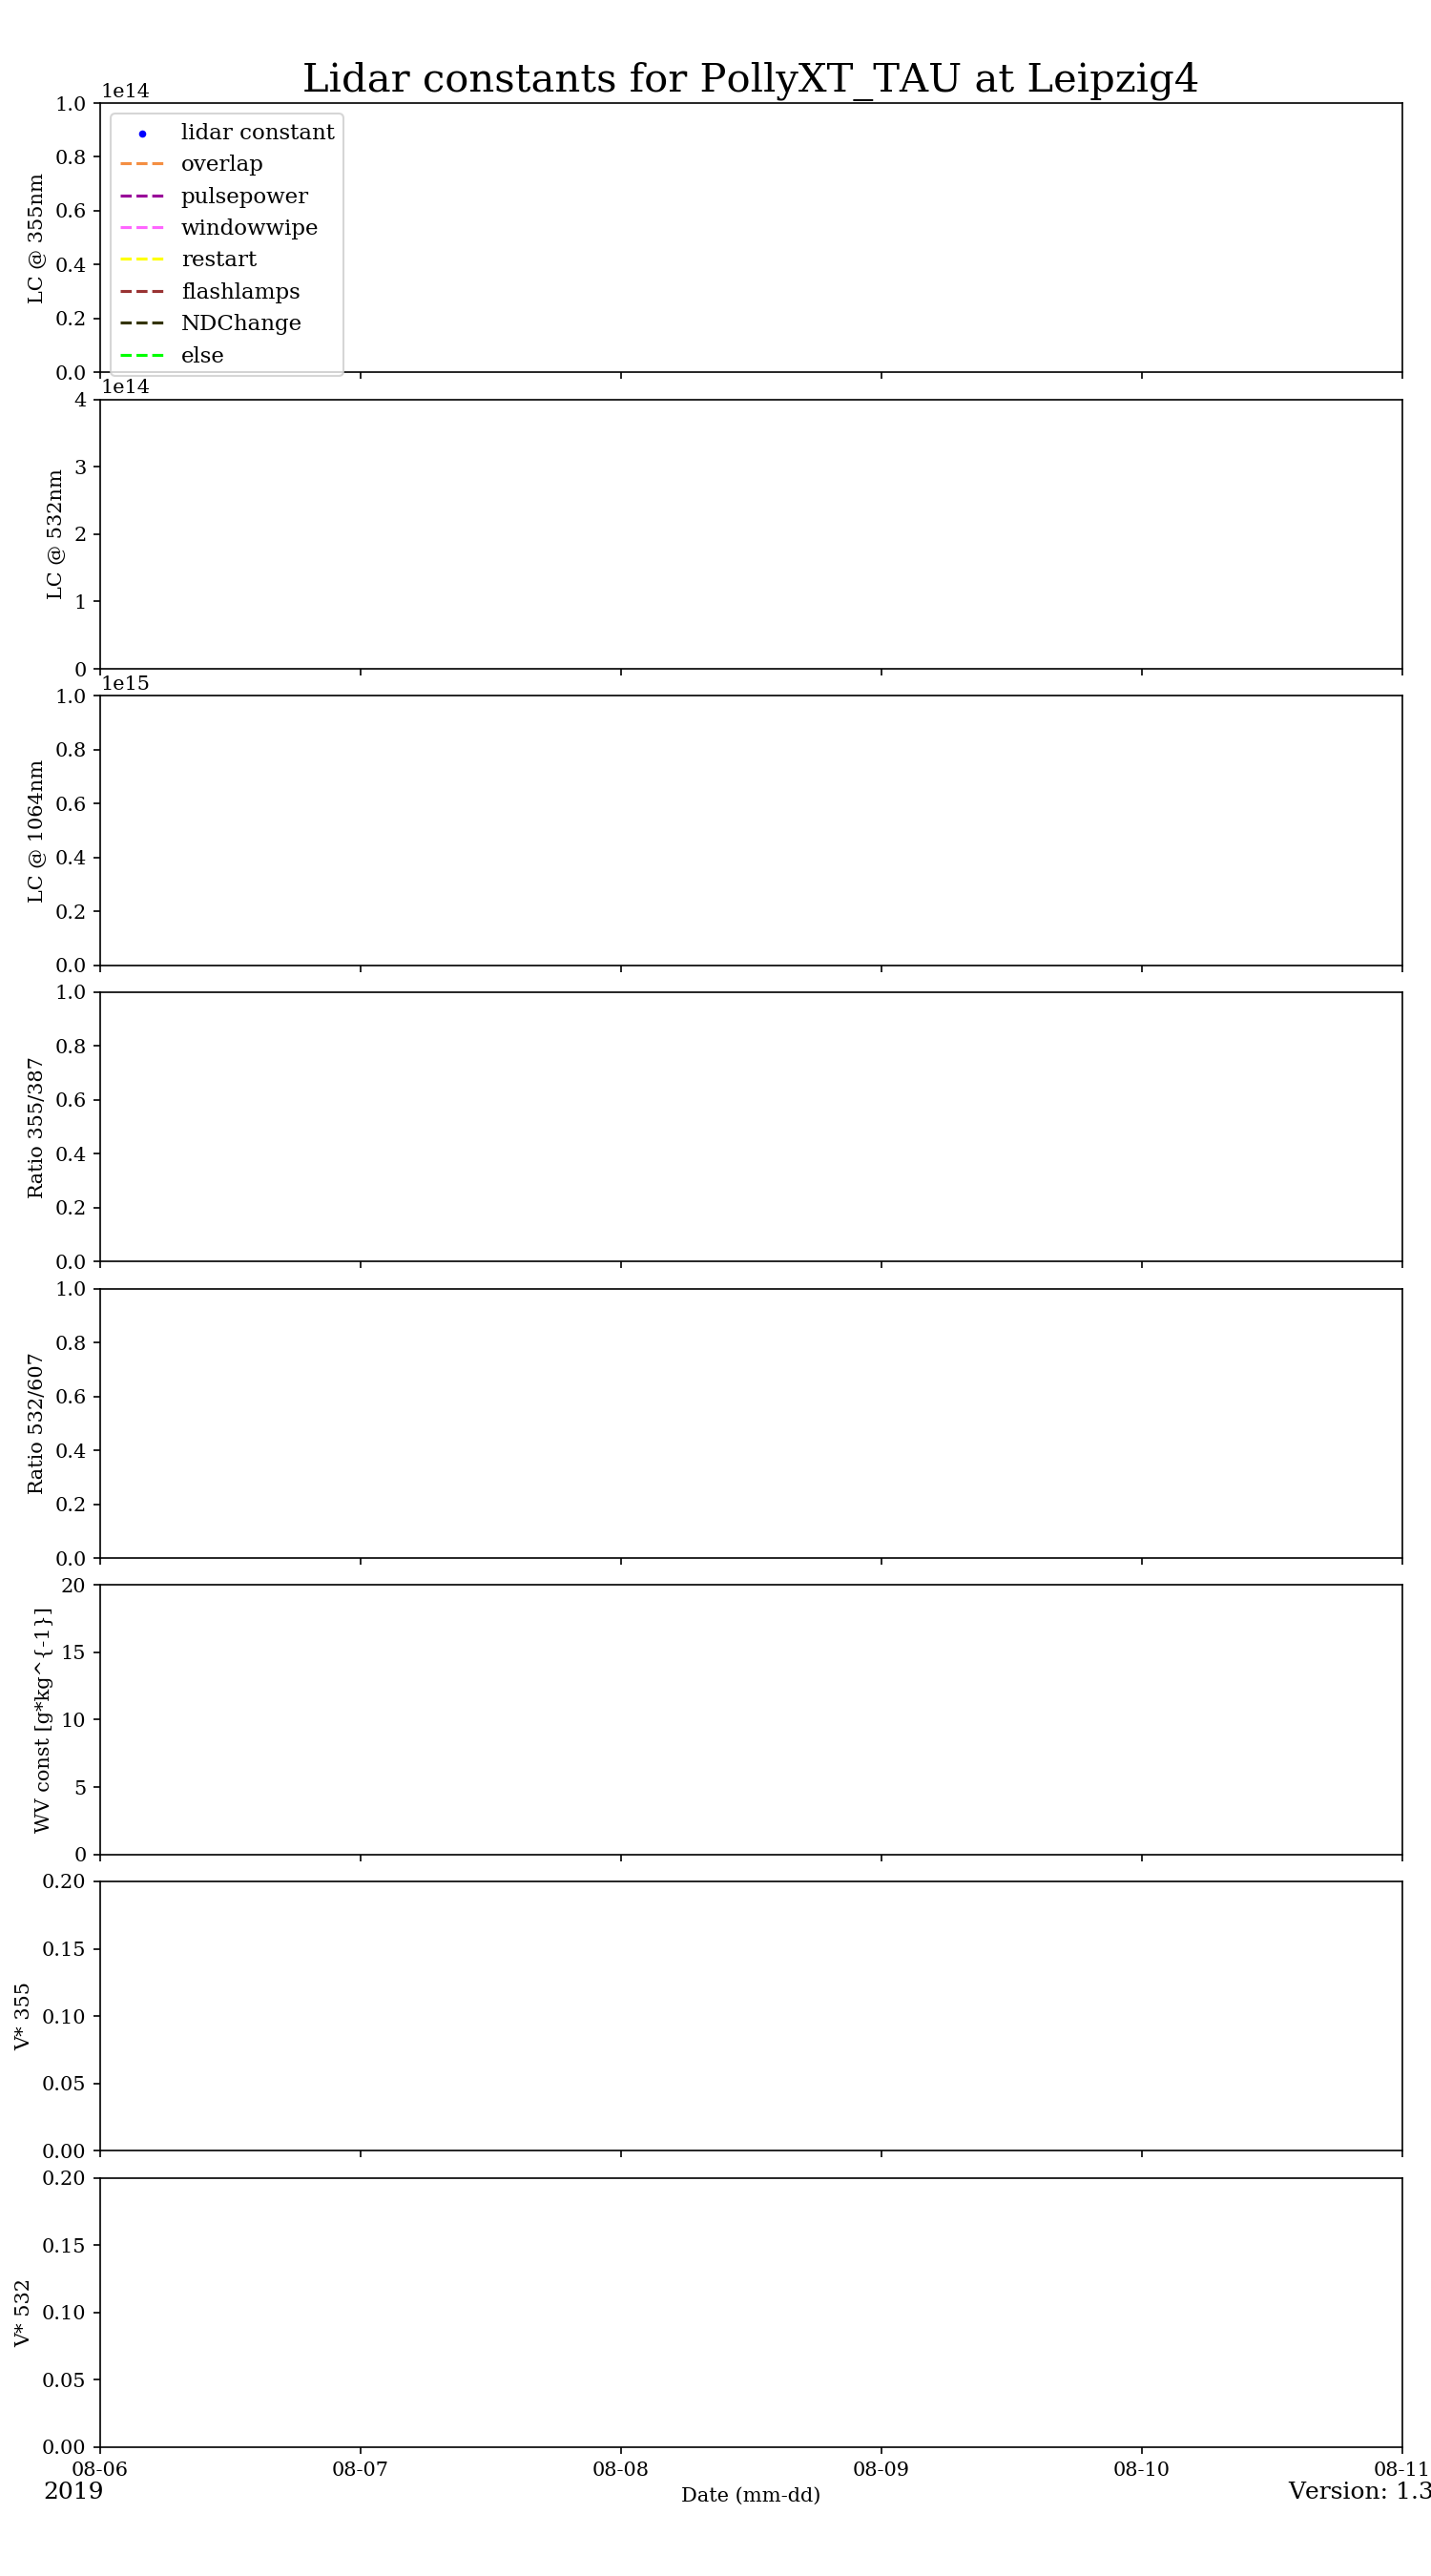 Lidar constants for PollyXT_TAU at Leipzig4
1e14
1.0
0.8
0.6
0.4
0.2
0.0
LC @ 355nm
lidar constant
overlap
pulsepower
windowwipe
restart
flashlamps
NDChange
else
1e14
4
3
2
1
0
LC @ 532nm
1e15
1.0
0.8
0.6
0.4
0.2
0.0
LC @ 1064nm
1.0
0.8
0.6
0.4
0.2
0.0
Ratio 355/387
1.0
0.8
0.6
0.4
0.2
0.0
Ratio 532/607
20
15
10
5
0
WV const [g*kg^{-1}]
0.20
0.15
0.10
0.05
0.00
V* 355
0.20
0.15
0.10
0.05
0.00
V* 532
08-06 08-07 08-08 08-09 08-10 08-11
2019 Date (mm-dd) Version: 1.3